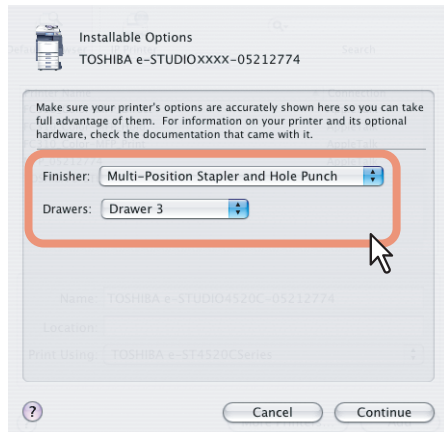 Installable Options
TOSHIBA e-STUDIOXXXX-05212774
Search
Make sure your printer's options are accurately shown here so you can take
full advantage of them.  For information on your printer and its optional
hardware, check the documentation that came with it.
Finisher: Multi-Position Stapler and Hole Punch
Drawers: Drawer 3
Name: TOSHIBA e-STUDIO4520C-05212774
Location:
Print Using: TOSHIBA e-ST4520CSeries
? Cancel Continue